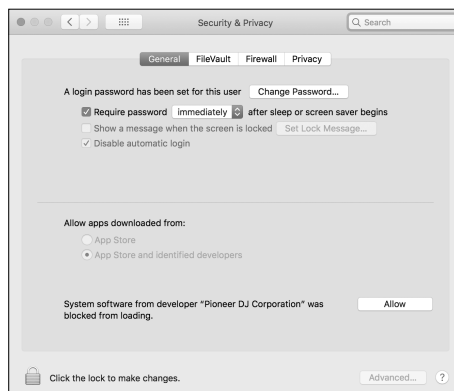 Security & Privacy
Search
General FileVault Firewall Privacy
A login password has been set for this user Change Password...
Require password immediately after sleep or screen saver begins
Show a message when the screen is locked Set Lock Message...
Disable automatic login
Allow apps downloaded from:
App Store
App Store and identified developers
System software from developer "Pioneer DJ Corporation" was Allow
blocked from loading.
Click the lock to make changes. Advanced... ?